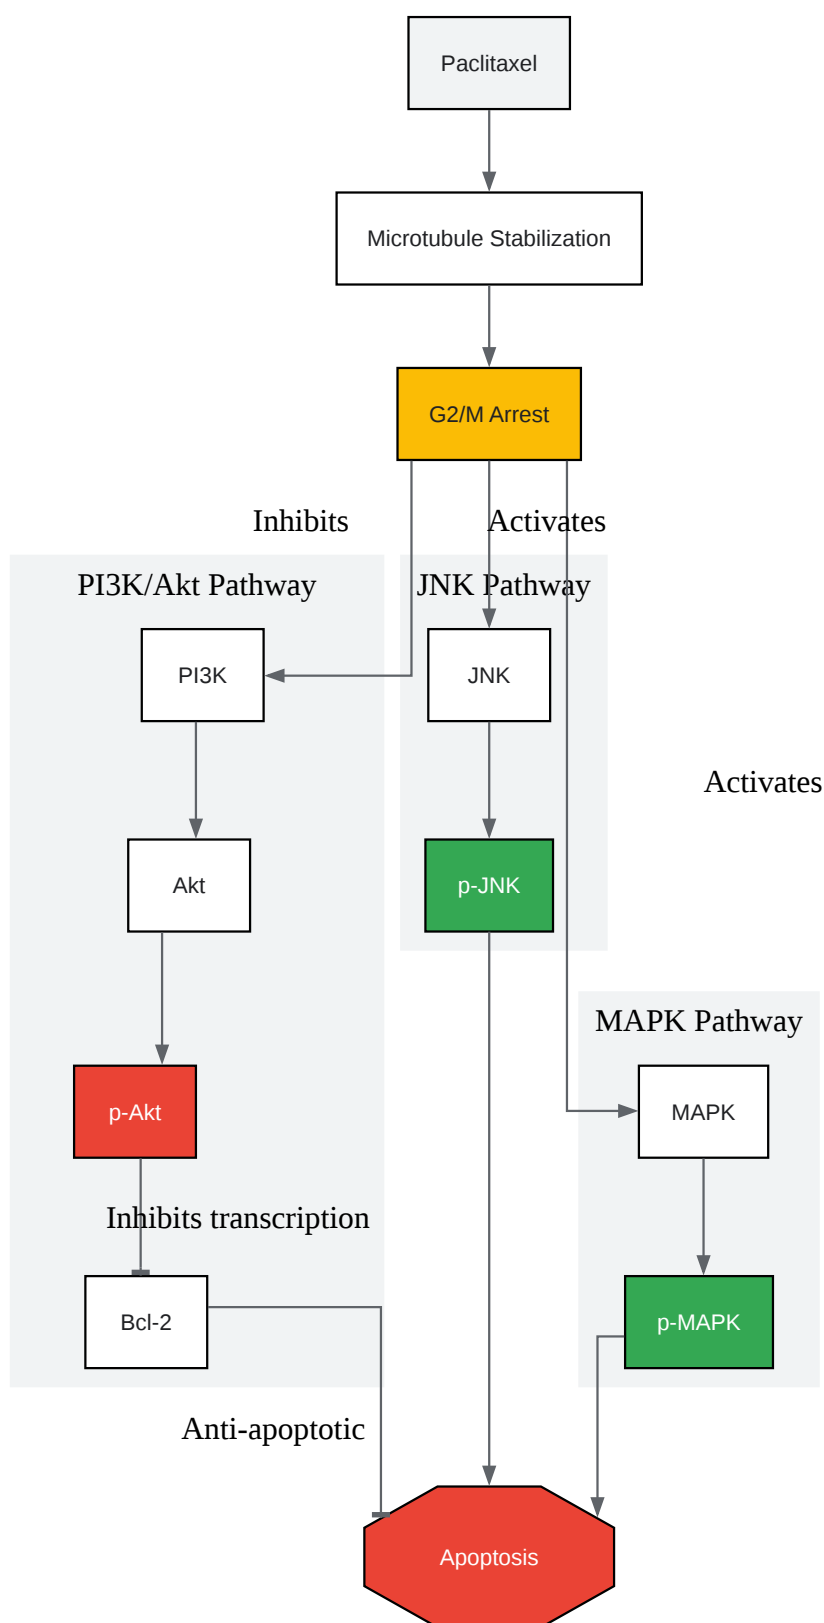 Paclitaxel
Microtubule Stabilization
G2/M Arrest
Inhibits
Activates
PI3K/Akt Pathway
JNK Pathway
PI3K
JNK
Activates
Akt
p-JNK
MAPK Pathway
p-Akt
MAPK
Inhibits transcription
Bcl-2
p-MAPK
Anti-apoptotic
Apoptosis